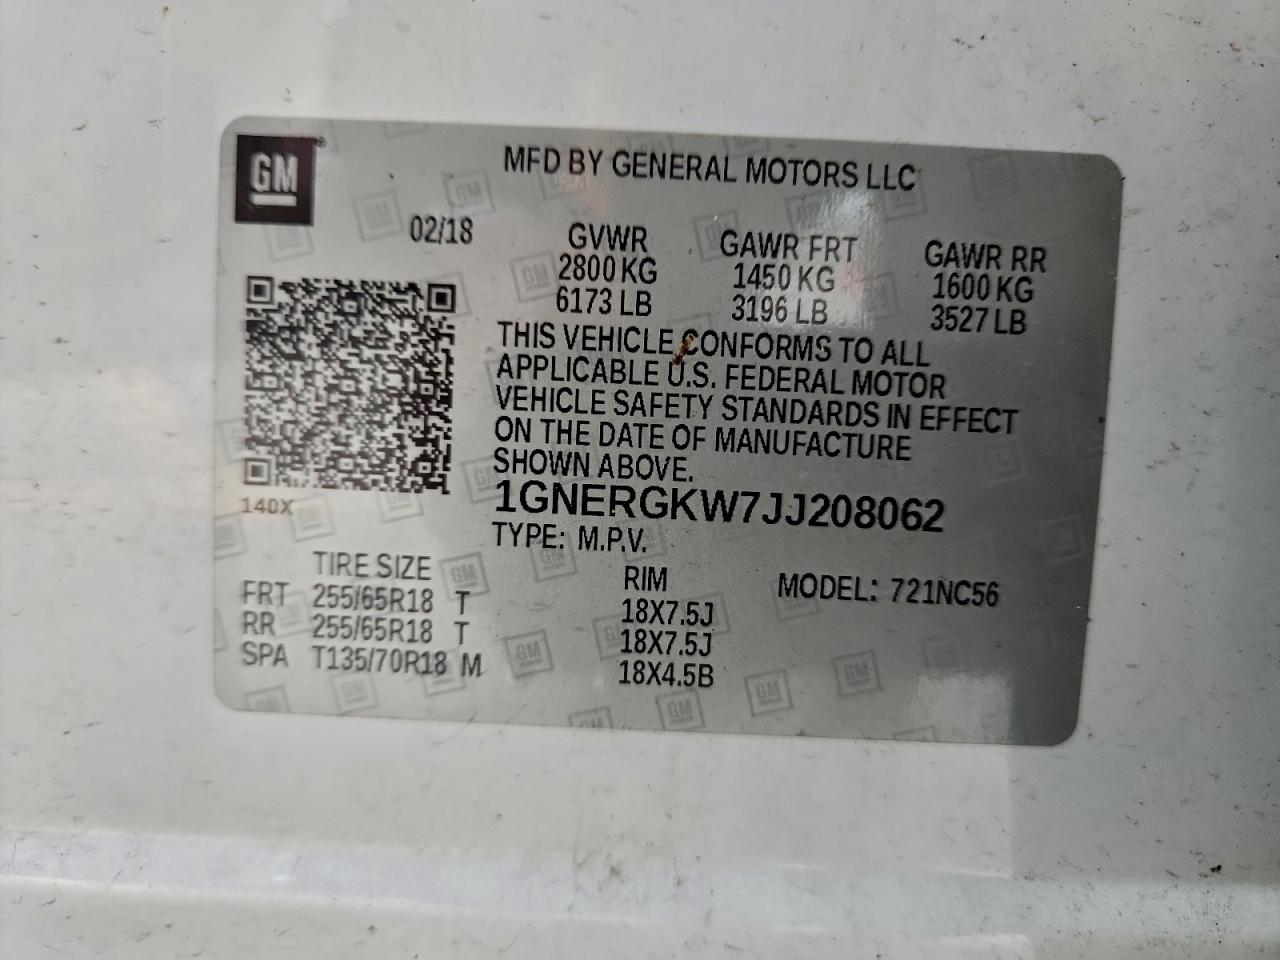 GM
MFD BY GENERAL MOTORS LLC
02/18 GVWR GAWR FRT GAWR RR
2800 KG 1450 KG 1600 KG
6173 LB 3196 LB 3527 LB
THIS VEHICLE CONFORMS TO ALL
APPLICABLE U.S. FEDERAL MOTOR
VEHICLE SAFETY STANDARDS IN EFFECT
ON THE DATE OF MANUFACTURE
SHOWN ABOVE.
140X
1GNERGKW7JJ208062
TYPE: M.P.V.
TIRE SIZE RIM MODEL: 721NC56
FRT 255/65R18 T 18X7.5J
RR 255/65R18 T 18X7.5J
SPA T135/70R18 M 18X4.5B